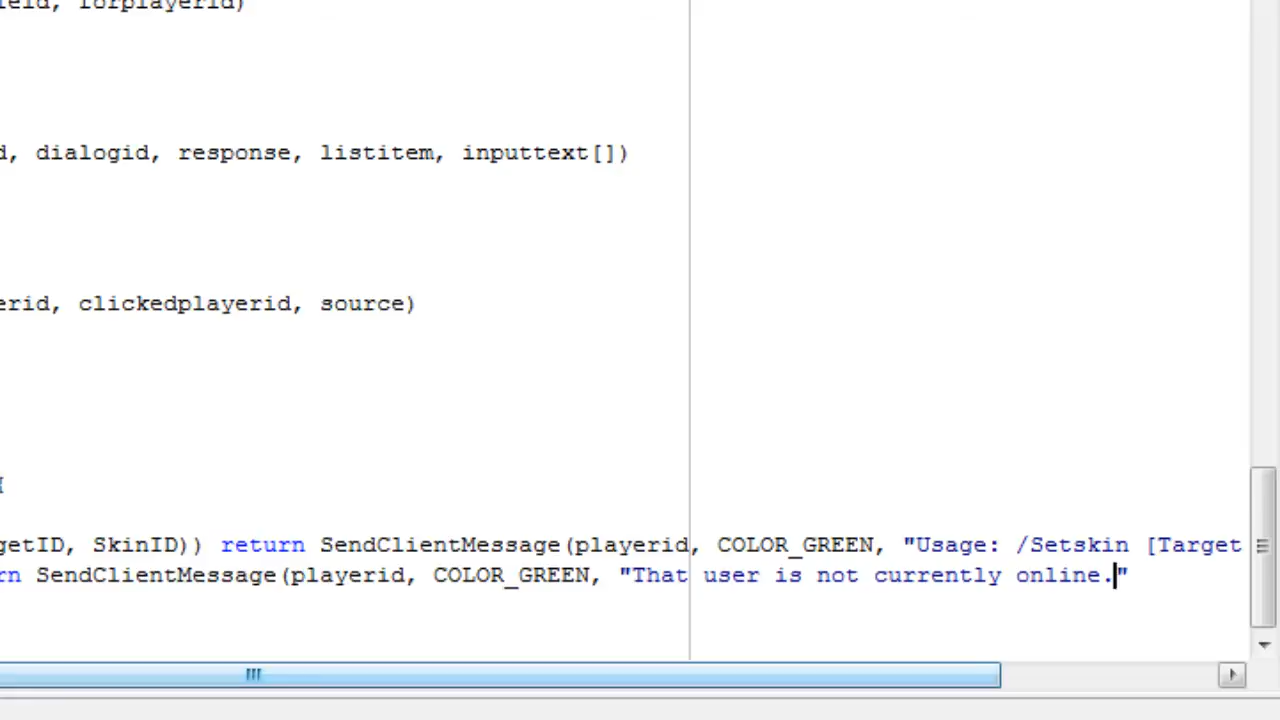 eid, forplayerid)
d, dialogid, response, listitem, inputtext[])
erid, clickedplayerid, source)
getID, SkinID)) return SendClientMessage(playerid, COLOR_GREEN, "Usage: /Setskin [Target
rn SendClientMessage(playerid, COLOR_GREEN, "That user is not currently online."